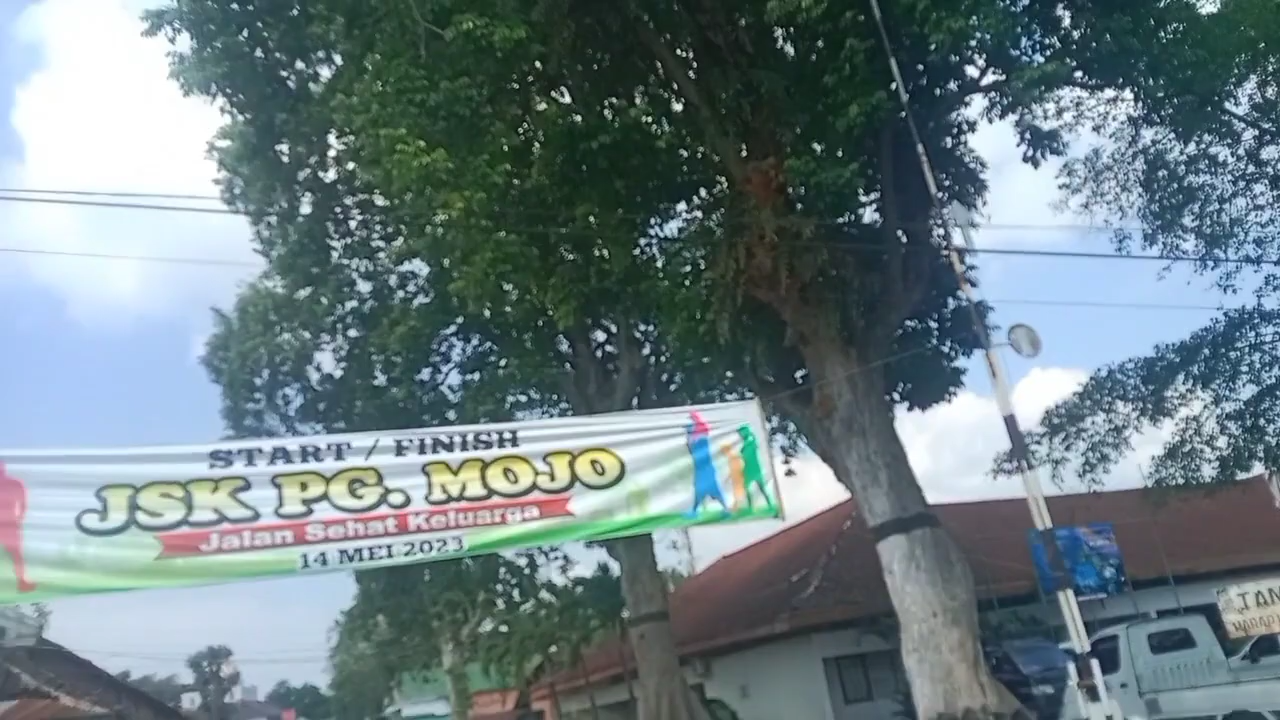 START / FINISH
JSK PG. MOJO
Jalan Sehat Keluarga
14 MEI 2023